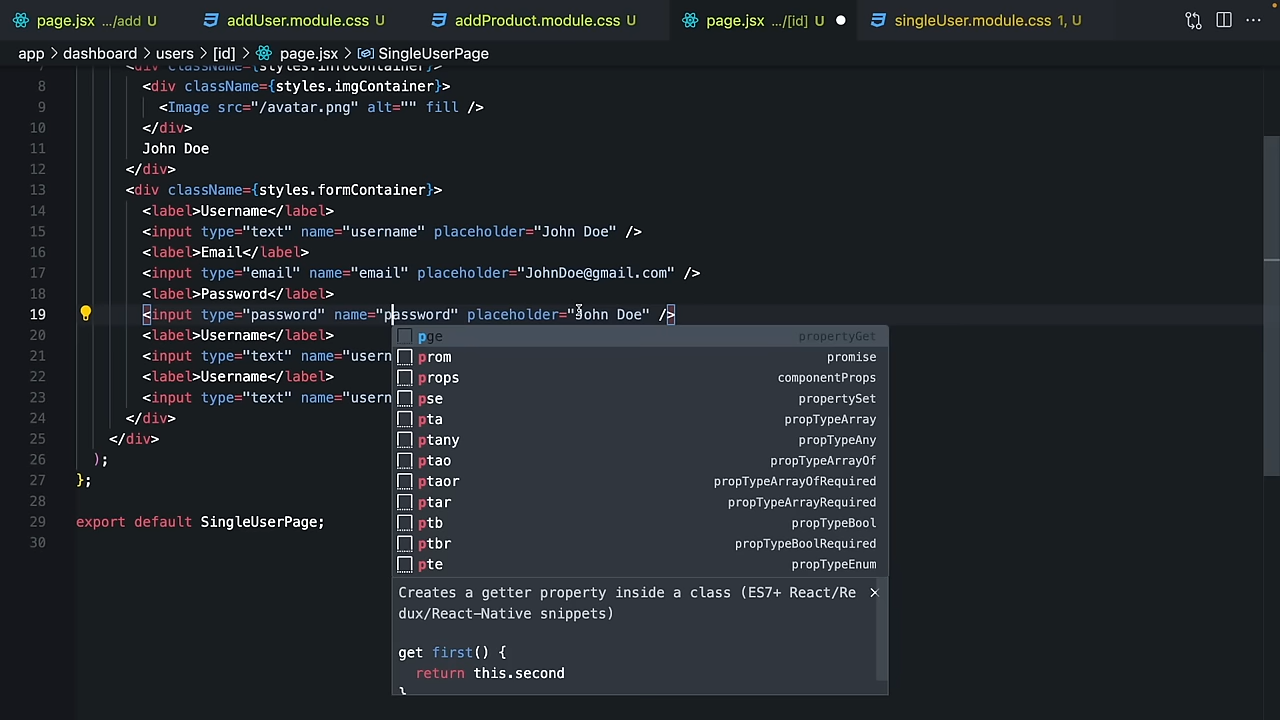 page.jsx .../add U addUser.module.css U addProduct.module.css U page.jsx .../[id] U singleUser.module.css 1, U
app > dashboard > users > [id] > page.jsx > SingleUserPage
7 <div className={styles.infoContainer}>
8 <div className={styles.imgContainer}>
9 <Image src="/avatar.png" alt="" fill />
10 </div>
11 John Doe
12 </div>
13 <div className={styles.formContainer}>
14 <label>Username</label>
15 <input type="text" name="username" placeholder="John Doe" />
16 <label>Email</label>
17 <input type="email" name="email" placeholder="JohnDoe@gmail.com" />
18 <label>Password</label>
19 <input type="password" name="password" placeholder="John Doe" />
20 <label>Username</label>
21 <input type="text" name="usern
22 <label>Username</label>
23 <input type="text" name="usern
24 </div>
25 </div>
26 );
27 };
28
29 export default SingleUserPage;
30
pge propertyGet
prom promise
props componentProps
pse propertySet
pta propTypeArray
ptany propTypeAny
ptao propTypeArrayOf
ptaor propTypeArrayOfRequired
ptar propTypeArrayRequired
ptb propTypeBool
ptbr propTypeBoolRequired
pte propTypeEnum
Creates a getter property inside a class (ES7+ React/Re
dux/React-Native snippets)
get first() {
return this.second
}